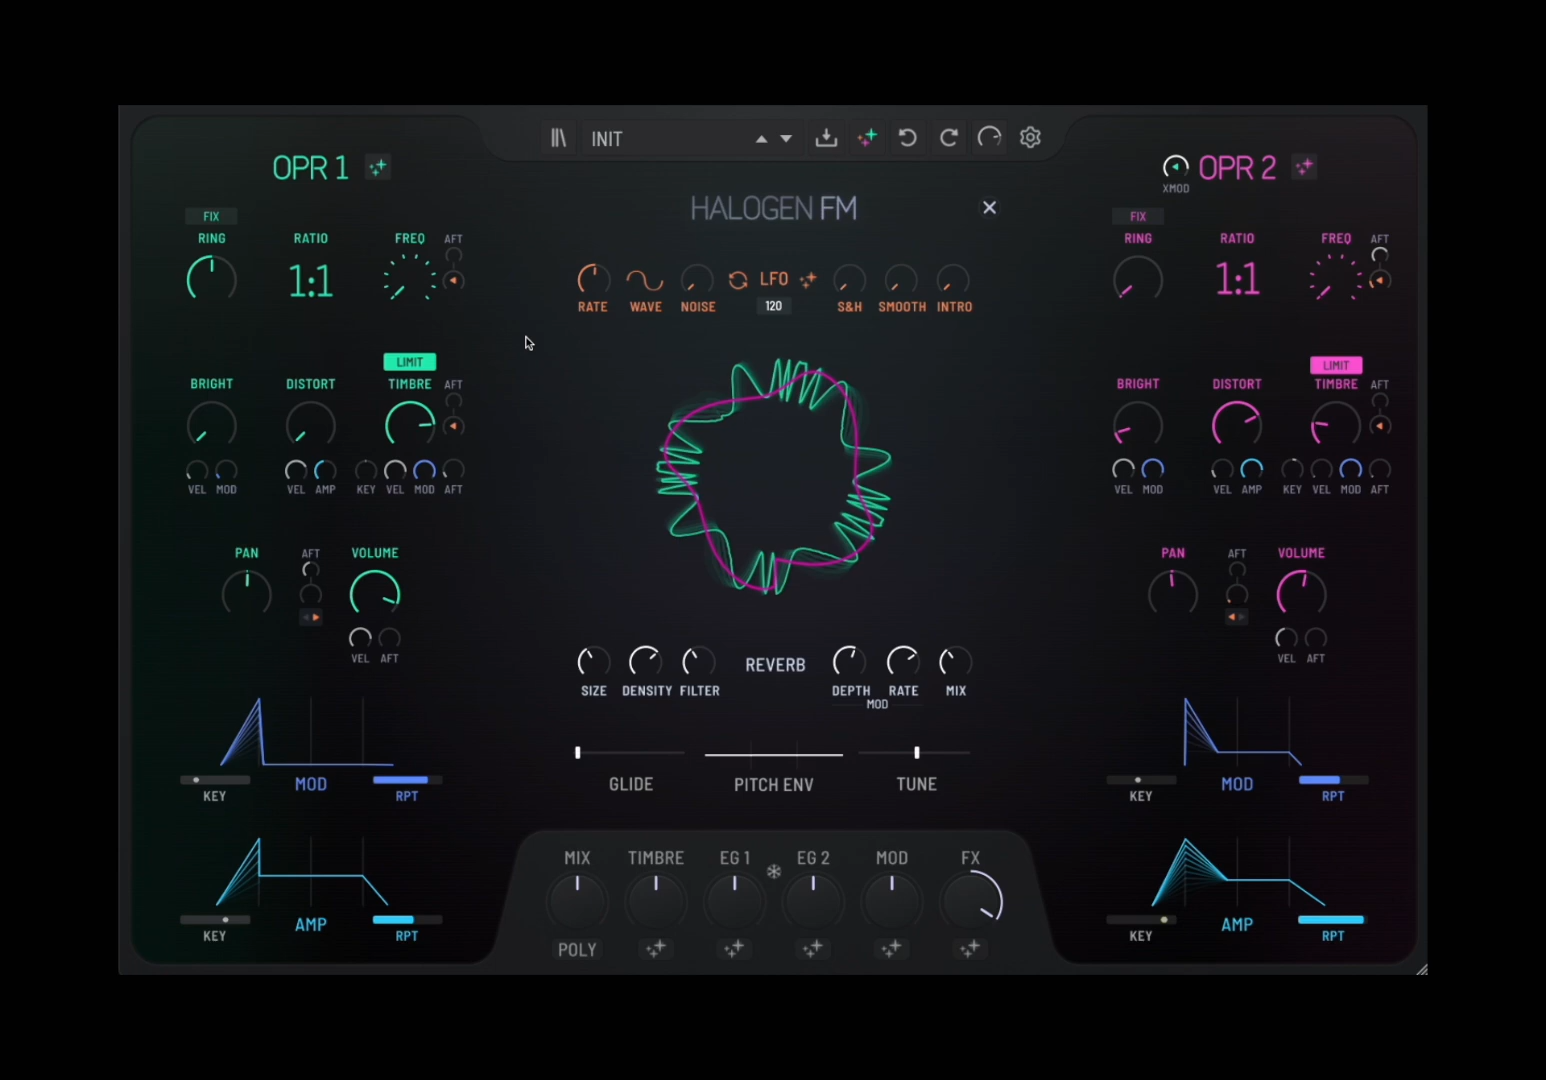 INIT
OPR 1
XMOD
OPR 2
HALOGEN FM
FIX
RING
RATIO
FREQ
AFT
1:1
RATE
WAVE
NOISE
LFO
120
S&H
SMOOTH
INTRO
FIX
RING
RATIO
FREQ
AFT
1:1
LIMIT
BRIGHT
DISTORT
TIMBRE
AFT
VEL
MOD
VEL
AMP
KEY
VEL
MOD
AFT
LIMIT
BRIGHT
DISTORT
TIMBRE
AFT
VEL
MOD
VEL
AMP
KEY
VEL
MOD
AFT
PAN
AFT
VOLUME
VEL
AFT
PAN
AFT
VOLUME
VEL
AFT
REVERB
SIZE
DENSITY
FILTER
DEPTH
RATE
MIX
MOD
GLIDE
PITCH ENV
TUNE
KEY
MOD
RPT
KEY
AMP
RPT
KEY
MOD
RPT
KEY
AMP
RPT
MIX
TIMBRE
EG 1
EG 2
MOD
FX
POLY